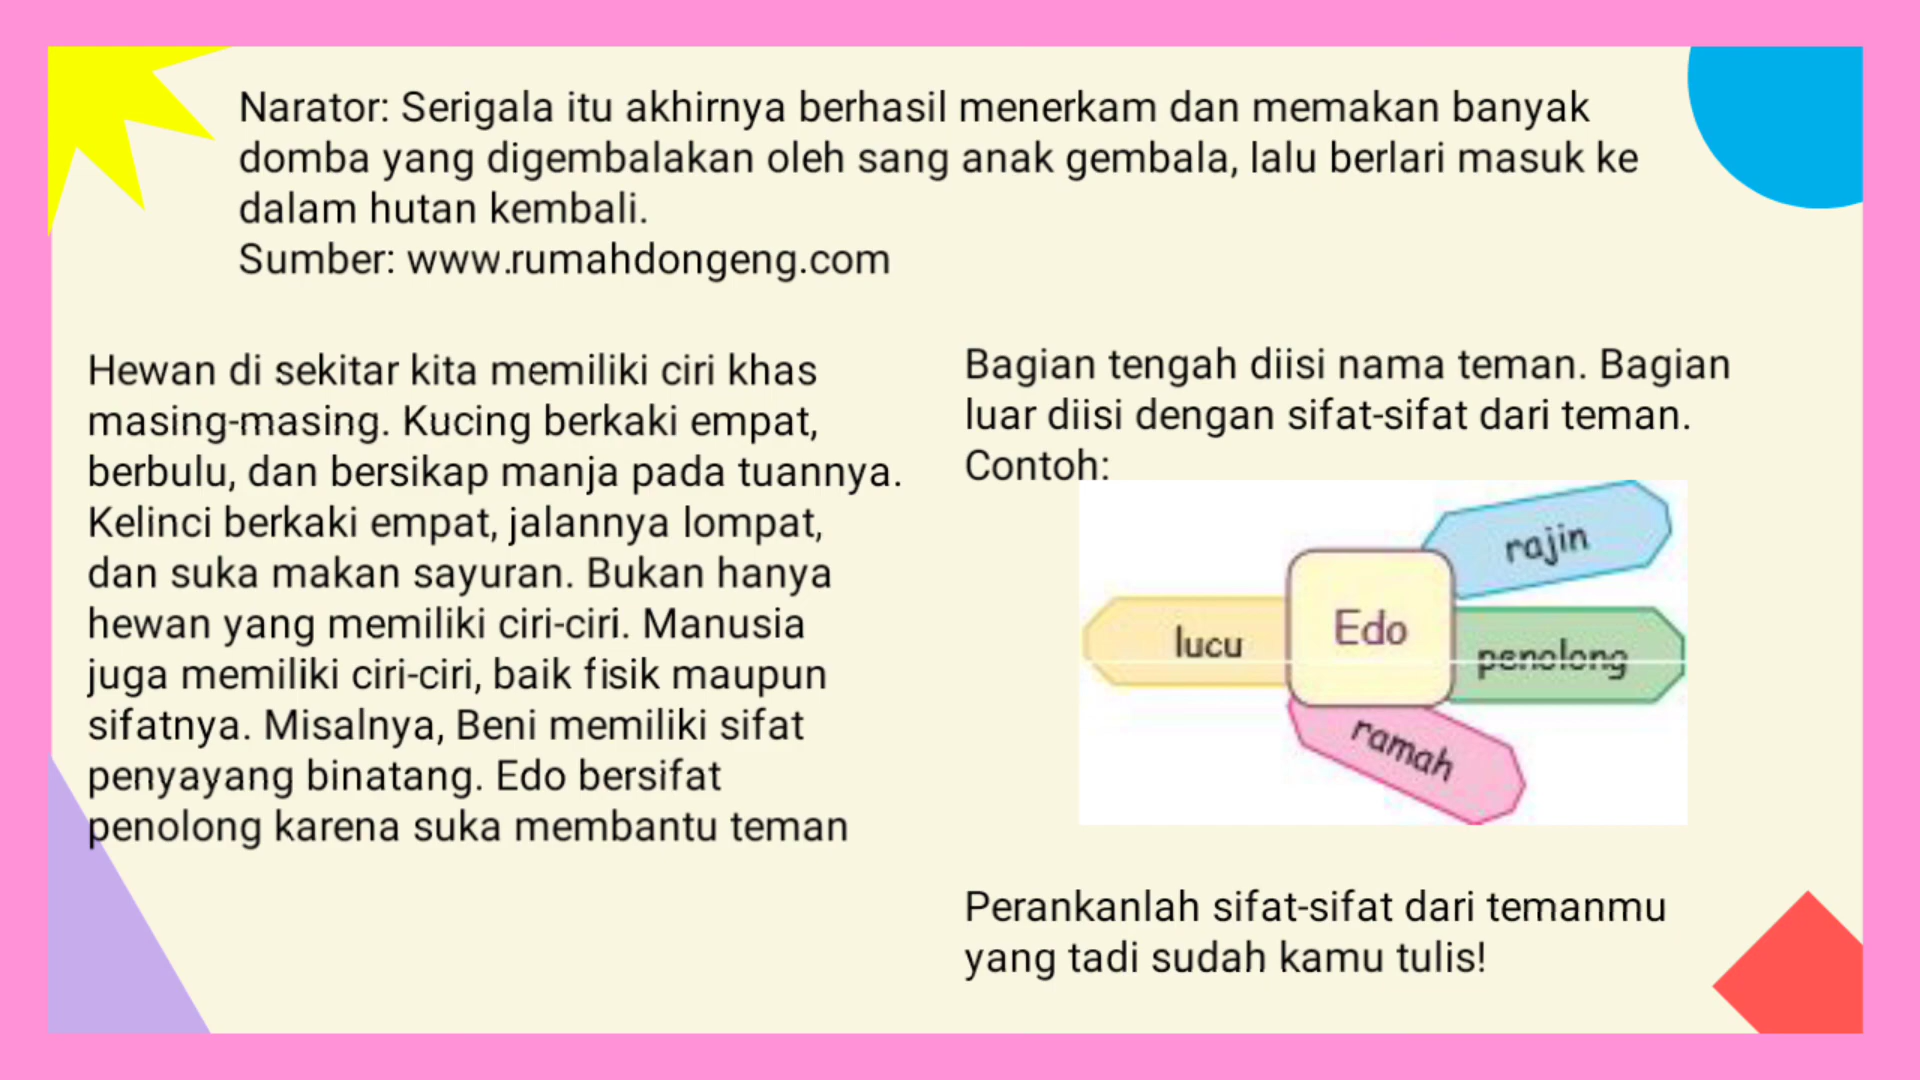 Narator: Serigala itu akhirnya berhasil menerkam dan memakan banyak
domba yang digembalakan oleh sang anak gembala, lalu berlari masuk ke
dalam hutan kembali.
Sumber: www.rumahdongeng.com
Hewan di sekitar kita memiliki ciri khas
masing-masing. Kucing berkaki empat,
berbulu, dan bersikap manja pada tuannya.
Kelinci berkaki empat, jalannya lompat,
dan suka makan sayuran. Bukan hanya
hewan yang memiliki ciri-ciri. Manusia
juga memiliki ciri-ciri, baik fisik maupun
sifatnya. Misalnya, Beni memiliki sifat
penyayang binatang. Edo bersifat
penolong karena suka membantu teman
Bagian tengah diisi nama teman. Bagian
luar diisi dengan sifat-sifat dari teman.
Contoh:
rajin
Edo
lucu
penolong
ramah
Perankanlah sifat-sifat dari temanmu
yang tadi sudah kamu tulis!